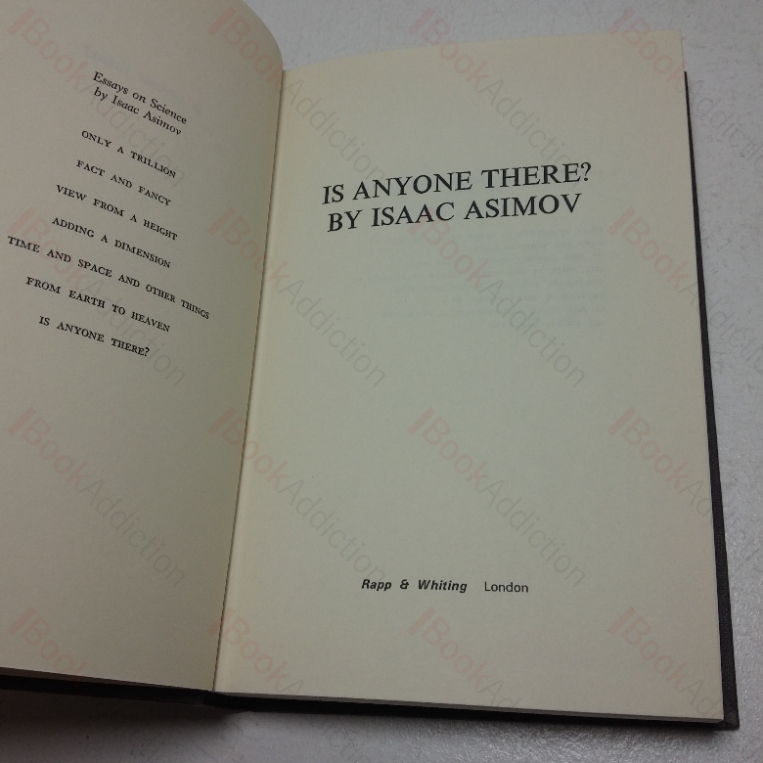 Essays on Science
by Isaac Asimov
ONLY A TRILLION
FACT AND FANCY
VIEW FROM A HEIGHT
ADDING A DIMENSION
TIME AND SPACE AND OTHER THINGS
FROM EARTH TO HEAVEN
IS ANYONE THERE?
IS ANYONE THERE?
BY ISAAC ASIMOV
Rapp & Whiting London
BookAddiction